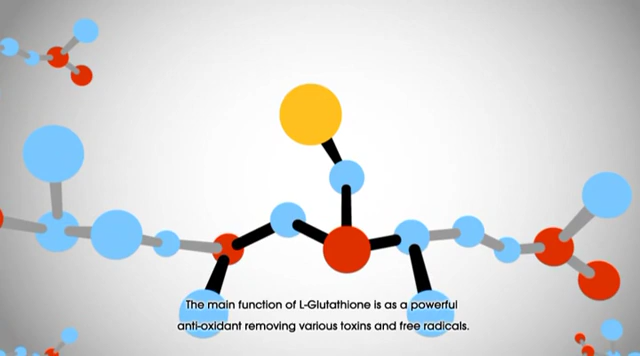 The main function of L-Glutathione is as a powerful
anti-oxidant removing various toxins and free radicals.